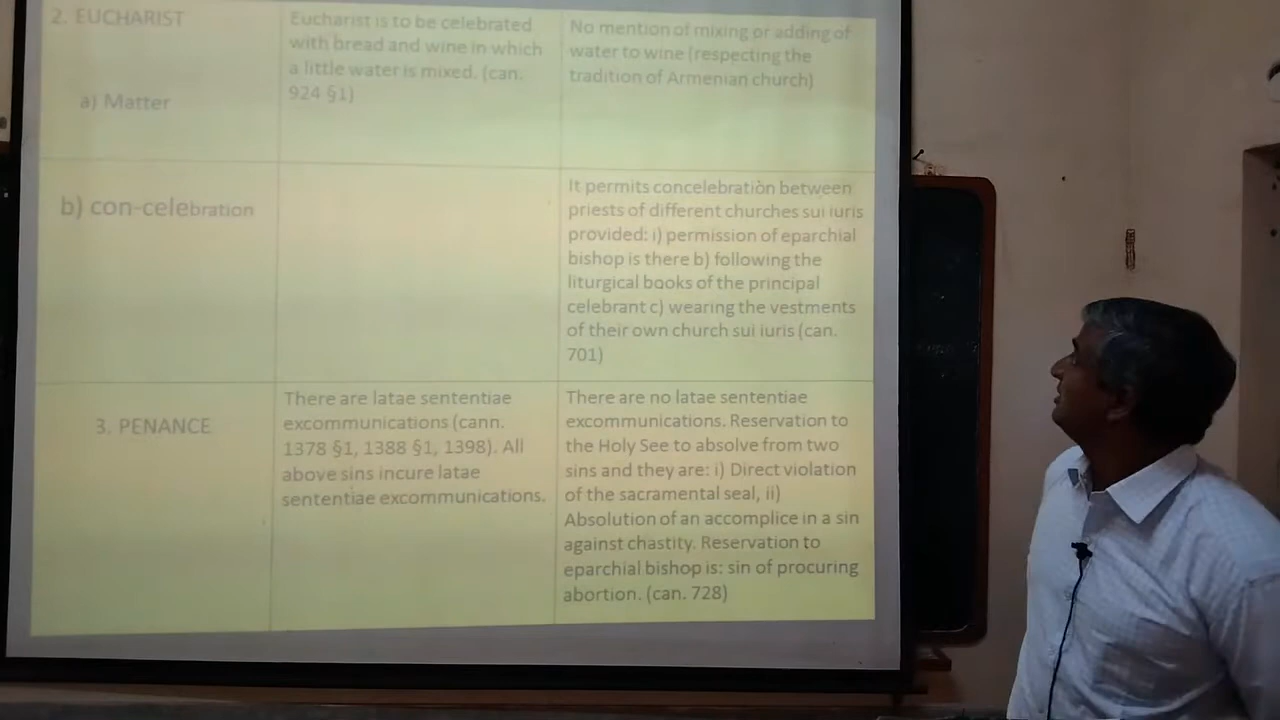 2. EUCHARIST
a) Matter
Eucharist is to be celebrated
with bread and wine in which
a little water is mixed. (can.
924 §1)
No mention of mixing or adding of
water to wine (respecting the
tradition of Armenian church)
b) con-celebration
It permits concelebration between
priests of different churches sui iuris
provided: i) permission of eparchial
bishop is there b) following the
liturgical books of the principal
celebrant c) wearing the vestments
of their own church sui iuris (can.
701)
3. PENANCE
There are latae sententiae
excommunications (cann.
1378 §1, 1388 §1, 1398). All
above sins incure latae
sententiae excommunications.
There are no latae sententiae
excommunications. Reservation to
the Holy See to absolve from two
sins and they are: i) Direct violation
of the sacramental seal, ii)
Absolution of an accomplice in a sin
against chastity. Reservation to
eparchial bishop is: sin of procuring
abortion. (can. 728)